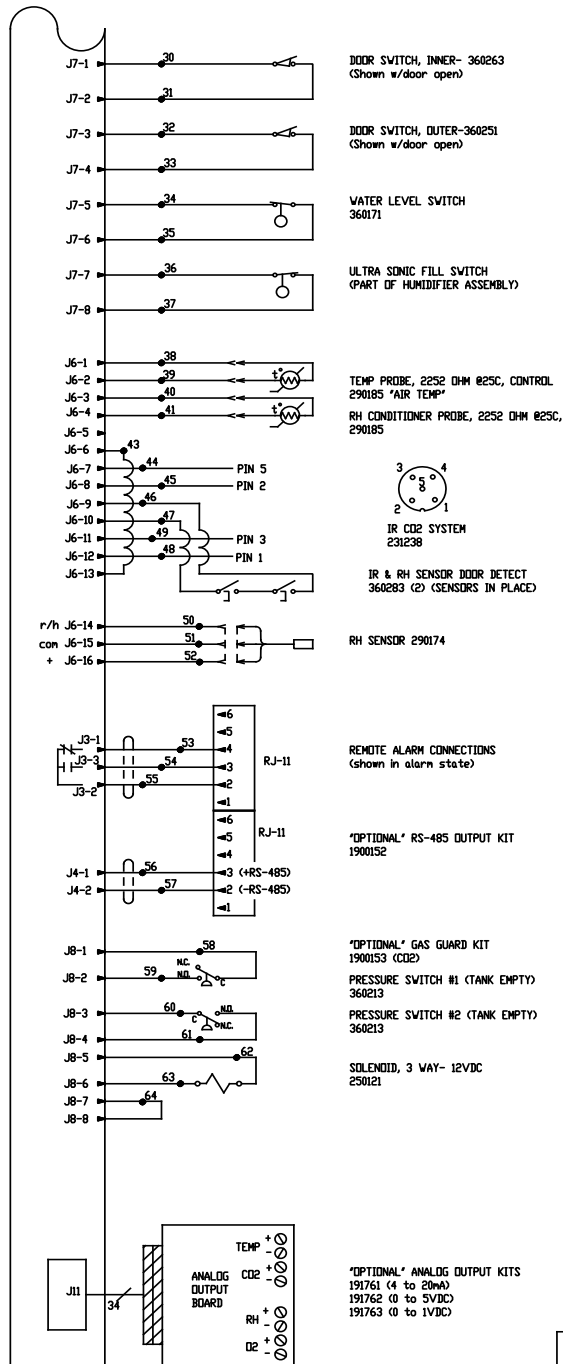 J7-1 30 DOOR SWITCH, INNER- 360263
(Shown w/door open)
J7-2 31
J7-3 32 DOOR SWITCH, OUTER-360251
(Shown w/door open)
J7-4 33
J7-5 34 WATER LEVEL SWITCH
360171
J7-6 35
J7-7 36 ULTRA SONIC FILL SWITCH
(PART OF HUMIDIFIER ASSEMBLY)
J7-8 37
J6-1 38
J6-2 39 t° TEMP PROBE, 2252 OHM @25C, CONTROL
290185 "AIR TEMP"
J6-3 40
J6-4 41 t° RH CONDITIONER PROBE, 2252 OHM @25C,
290185
J6-5
J6-6 43
J6-7 44 PIN 5
J6-8 45 PIN 2
J6-9 46
J6-10 47
J6-11 49 PIN 3
J6-12 48 PIN 1
J6-13
3 4
5
2 1
IR CO2 SYSTEM
231238
IR & RH SENSOR DOOR DETECT
360283 (2) (SENSORS IN PLACE)
r/h J6-14 50
com J6-15 51 RH SENSOR 290174
+ J6-16 52
6
5
J3-1 53 4 REMOTE ALARM CONNECTIONS
(shown in alarm state)
J3-3 54 3 RJ-11
J3-2 55 2
1
6
5 RJ-11 "OPTIONAL" RS-485 OUTPUT KIT
1900152
4
J4-1 56 3 (+RS-485)
J4-2 57 2 (-RS-485)
1
J8-1 58 "OPTIONAL" GAS GUARD KIT
1900153 (CO2)
N.C.
J8-2 59 N.O. C PRESSURE SWITCH #1 (TANK EMPTY)
360213
J8-3 60 C N.O. PRESSURE SWITCH #2 (TANK EMPTY)
360213
N.C.
J8-4 61
J8-5 62
J8-6 63 SOLENOID, 3 WAY- 12VDC
250121
J8-7 64
J8-8
J11 34
ANALOG
OUTPUT
BOARD
TEMP + -
CO2 + -
RH + -
O2 + -
"OPTIONAL" ANALOG OUTPUT KITS
191761 (4 to 20mA)
191762 (0 to 5VDC)
191763 (0 to 1VDC)